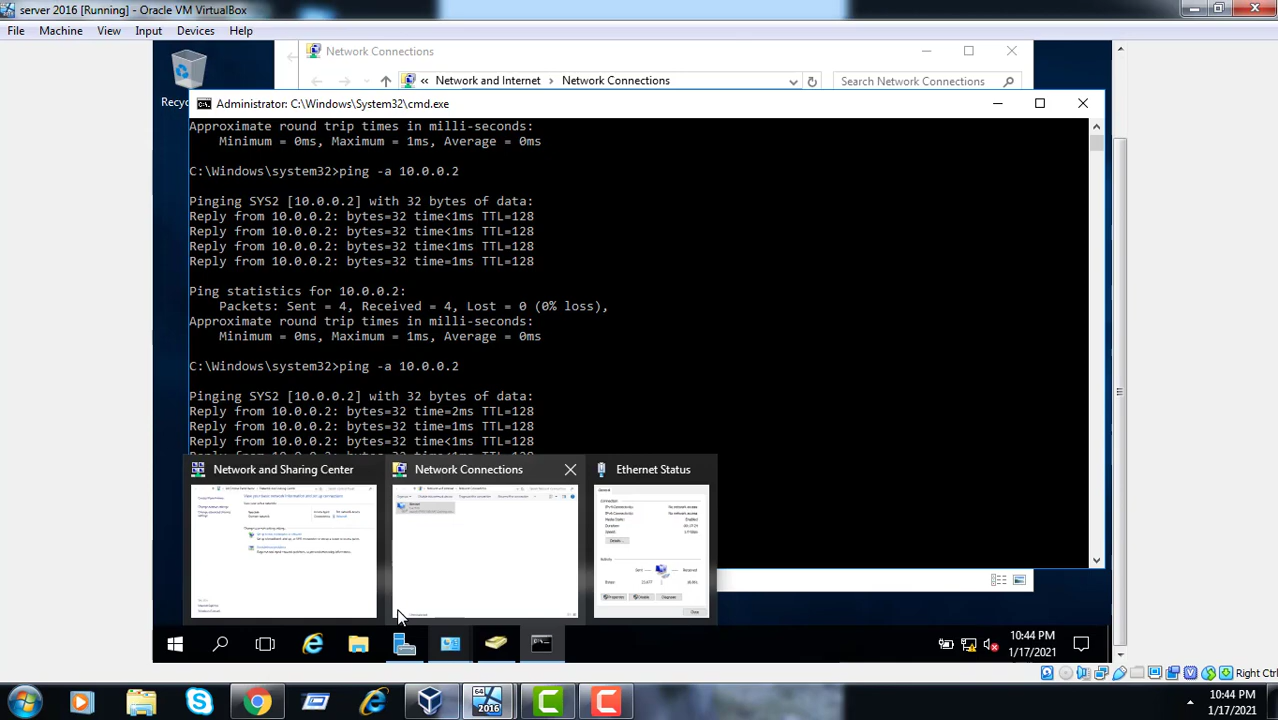 server 2016 [Running] - Oracle VM VirtualBox
File Machine View Input Devices Help
Network Connections
« Network and Internet > Network Connections
Search Network Connections
Recyc
Administrator: C:\Windows\System32\cmd.exe
Approximate round trip times in milli-seconds:
Minimum = 0ms, Maximum = 1ms, Average = 0ms
C:\Windows\system32>ping -a 10.0.0.2
Pinging SYS2 [10.0.0.2] with 32 bytes of data:
Reply from 10.0.0.2: bytes=32 time<1ms TTL=128
Reply from 10.0.0.2: bytes=32 time<1ms TTL=128
Reply from 10.0.0.2: bytes=32 time<1ms TTL=128
Reply from 10.0.0.2: bytes=32 time=1ms TTL=128
Ping statistics for 10.0.0.2:
Packets: Sent = 4, Received = 4, Lost = 0 (0% loss),
Approximate round trip times in milli-seconds:
Minimum = 0ms, Maximum = 1ms, Average = 0ms
C:\Windows\system32>ping -a 10.0.0.2
Pinging SYS2 [10.0.0.2] with 32 bytes of data:
Reply from 10.0.0.2: bytes=32 time=2ms TTL=128
Reply from 10.0.0.2: bytes=32 time=1ms TTL=128
Reply from 10.0.0.2: bytes=32 time<1ms TTL=128
Network and Sharing Center
Network Connections
Ethernet Status
10:44 PM
1/17/2021
Right Ctrl
64
2016
10:44 PM
1/17/2021